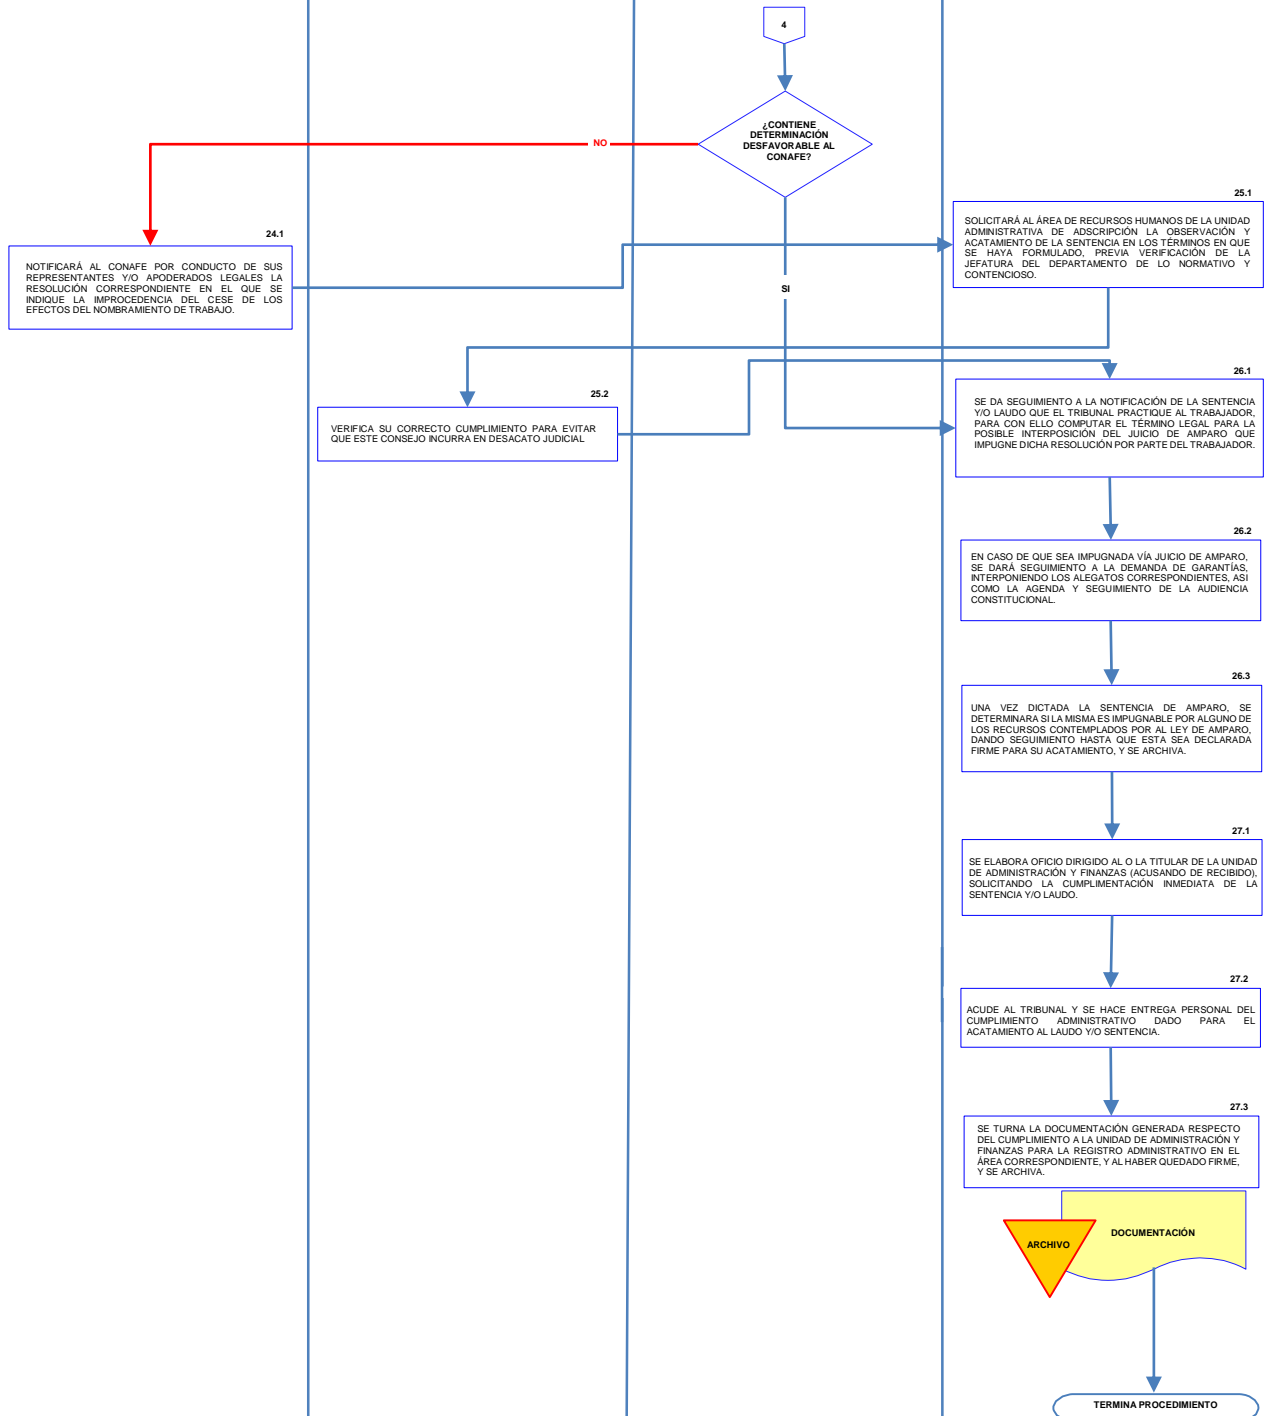 4
¿CONTIENE
DETERMINACIÓN
DESFAVORABLE AL
CONAFE?
NO
25.1
SOLICITARÁ AL ÁREA DE RECURSOS HUMANOS DE LA UNIDAD
ADMINISTRATIVA DE ADSCRIPCIÓN LA OBSERVACIÓN Y
ACATAMIENTO DE LA SENTENCIA EN LOS TÉRMINOS EN QUE
SE HAYA FORMULADO, PREVIA VERIFICACIÓN DE LA
JEFATURA DEL DEPARTAMENTO DE LO NORMATIVO Y
CONTENCIOSO.
24.1
NOTIFICARÁ AL CONAFE POR CONDUCTO DE SUS
REPRESENTANTES Y/O APODERADOS LEGALES LA
RESOLUCIÓN CORRESPONDIENTE EN EL QUE SE
INDIQUE LA IMPROCEDENCIA DEL CESE DE LOS
EFECTOS DEL NOMBRAMIENTO DE TRABAJO.
SI
25.2
VERIFICA SU CORRECTO CUMPLIMIENTO PARA EVITAR
QUE ESTE CONSEJO INCURRA EN DESACATO JUDICIAL
26.1
SE DA SEGUIMIENTO A LA NOTIFICACIÓN DE LA SENTENCIA
Y/O LAUDO QUE EL TRIBUNAL PRACTIQUE AL TRABAJADOR,
PARA CON ELLO COMPUTAR EL TÉRMINO LEGAL PARA LA
POSIBLE INTERPOSICIÓN DEL JUICIO DE AMPARO QUE
IMPUGNE DICHA RESOLUCIÓN POR PARTE DEL TRABAJADOR.
26.2
EN CASO DE QUE SEA IMPUGNADA VÍA JUICIO DE AMPARO,
SE DARÁ SEGUIMIENTO A LA DEMANDA DE GARANTÍAS,
INTERPONIENDO LOS ALEGATOS CORRESPONDIENTES, ASI
COMO LA AGENDA Y SEGUIMIENTO DE LA AUDIENCIA
CONSTITUCIONAL.
26.3
UNA VEZ DICTADA LA SENTENCIA DE AMPARO, SE
DETERMINARA SI LA MISMA ES IMPUGNABLE POR ALGUNO DE
LOS RECURSOS CONTEMPLADOS POR AL LEY DE AMPARO,
DANDO SEGUIMIENTO HASTA QUE ESTA SEA DECLARADA
FIRME PARA SU ACATAMIENTO, Y SE ARCHIVA.
27.1
SE ELABORA OFICIO DIRIGIDO AL O LA TITULAR DE LA UNIDAD
DE ADMINISTRACIÓN Y FINANZAS (ACUSANDO DE RECIBIDO),
SOLICITANDO LA CUMPLIMENTACIÓN INMEDIATA DE LA
SENTENCIA Y/O LAUDO.
27.2
ACUDE AL TRIBUNAL Y SE HACE ENTREGA PERSONAL DEL
CUMPLIMIENTO ADMINISTRATIVO DADO PARA EL
ACATAMIENTO AL LAUDO Y/O SENTENCIA.
27.3
SE TURNA LA DOCUMENTACIÓN GENERADA RESPECTO
DEL CUMPLIMIENTO A LA UNIDAD DE ADMINISTRACIÓN Y
FINANZAS PARA LA REGISTRO ADMINISTRATIVO EN EL
ÁREA CORRESPONDIENTE, Y AL HABER QUEDADO FIRME,
Y SE ARCHIVA.
DOCUMENTACIÓN
ARCHIVO
TERMINA PROCEDIMIENTO